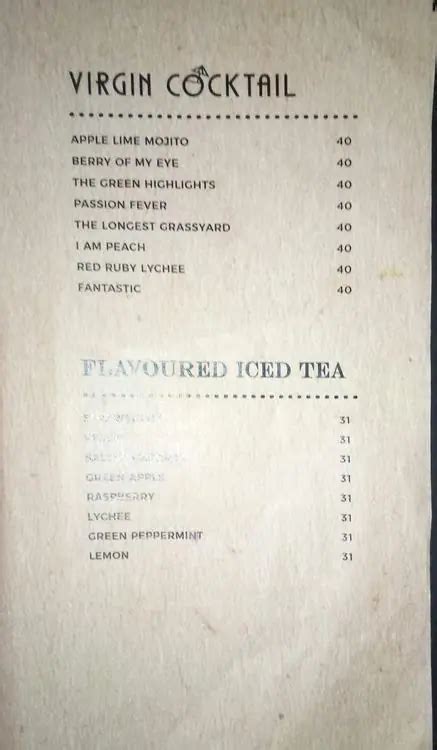 VIRGIN COCKTAIL
APPLE LIME MOJITO 40
BERRY OF MY EYE 40
THE GREEN HIGHLIGHTS 40
PASSION FEVER 40
THE LONGEST GRASSYARD 40
I AM PEACH 40
RED RUBY LYCHEE 40
FANTASTIC 40
FLAVOURED ICED TEA
31
31
31
GREEN APPLE 31
RASPBERRY 31
LYCHEE 31
GREEN PEPPERMINT 31
LEMON 31